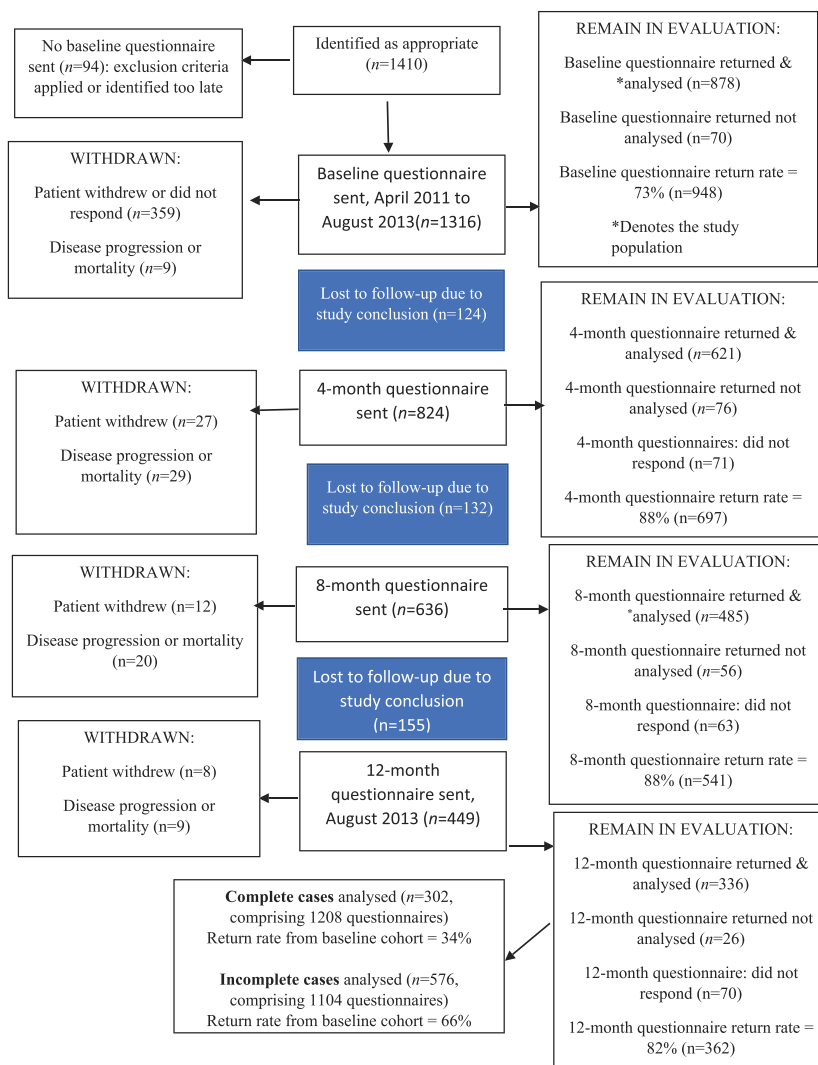 No baseline questionnaire
sent (n=94): exclusion criteria
applied or identified too late
Identified as appropriate
(n=1410)
REMAIN IN EVALUATION:
Baseline questionnaire returned &
*analysed (n=878)
Baseline questionnaire returned not
analysed (n=70)
Baseline questionnaire return rate =
73% (n=948)
*Denotes the study
population
WITHDRAWN:
Patient withdrew or did not
respond (n=359)
Disease progression or
mortality (n=9)
Baseline questionnaire
sent, April 2011 to
August 2013(n=1316)
Lost to follow-up due to
study conclusion (n=124)
REMAIN IN EVALUATION:
4-month questionnaire returned &
analysed (n=621)
4-month questionnaire returned not
analysed (n=76)
4-month questionnaires: did not
respond (n=71)
4-month questionnaire return rate =
88% (n=697)
WITHDRAWN:
Patient withdrew (n=27)
Disease progression or
mortality (n=29)
4-month questionnaire
sent (n=824)
Lost to follow-up due to
study conclusion (n=132)
WITHDRAWN:
Patient withdrew (n=12)
Disease progression or mortality
(n=20)
8-month questionnaire
sent (n=636)
REMAIN IN EVALUATION:
8-month questionnaire returned &
*analysed (n=485)
8-month questionnaire returned not
analysed (n=56)
8-month questionnaire: did not
respond (n=63)
8-month questionnaire return rate =
88% (n=541)
Lost to follow-up due to
study conclusion
(n=155)
WITHDRAWN:
Patient withdrew (n=8)
Disease progression or
mortality (n=9)
12-month
questionnaire sent,
August 2013 (n=449)
REMAIN IN EVALUATION:
12-month questionnaire returned &
analysed (n=336)
12-month questionnaire returned not
analysed (n=26)
12-month questionnaire: did not
respond (n=70)
12-month questionnaire return rate =
82% (n=362)
Complete cases analysed (n=302,
comprising 1208 questionnaires)
Return rate from baseline cohort = 34%
Incomplete cases analysed (n=576,
comprising 1104 questionnaires)
Return rate from baseline cohort = 66%